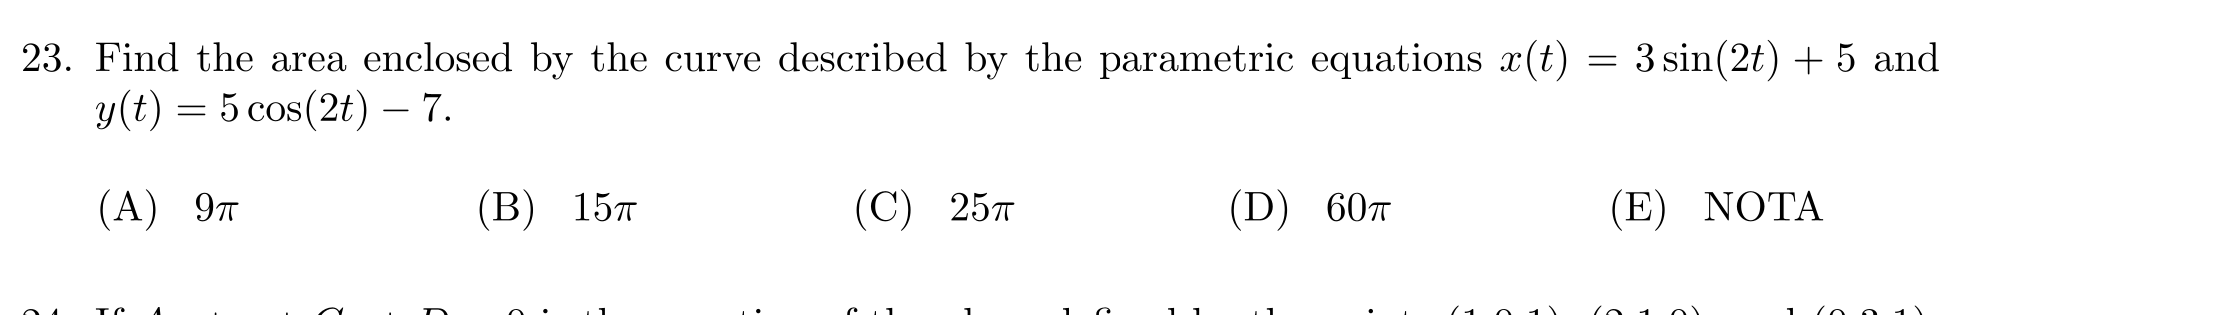 23. Find the area enclosed by the curve described by the parametric equations x(t) = 3 sin(2t) + 5 and
y(t) = 5 cos(2t) − 7.
(A) 9π (B) 15π (C) 25π (D) 60π (E) NOTA